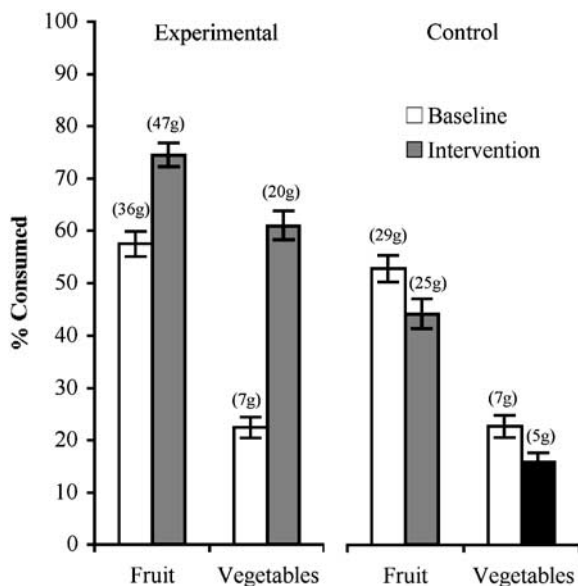 Experimental
Control
100
90
80
70
60
50
40
30
20
10
0
% Consumed
Baseline
Intervention
(36g)
(47g)
(7g)
(20g)
(29g)
(25g)
(7g)
(5g)
Fruit
Vegetables
Fruit
Vegetables